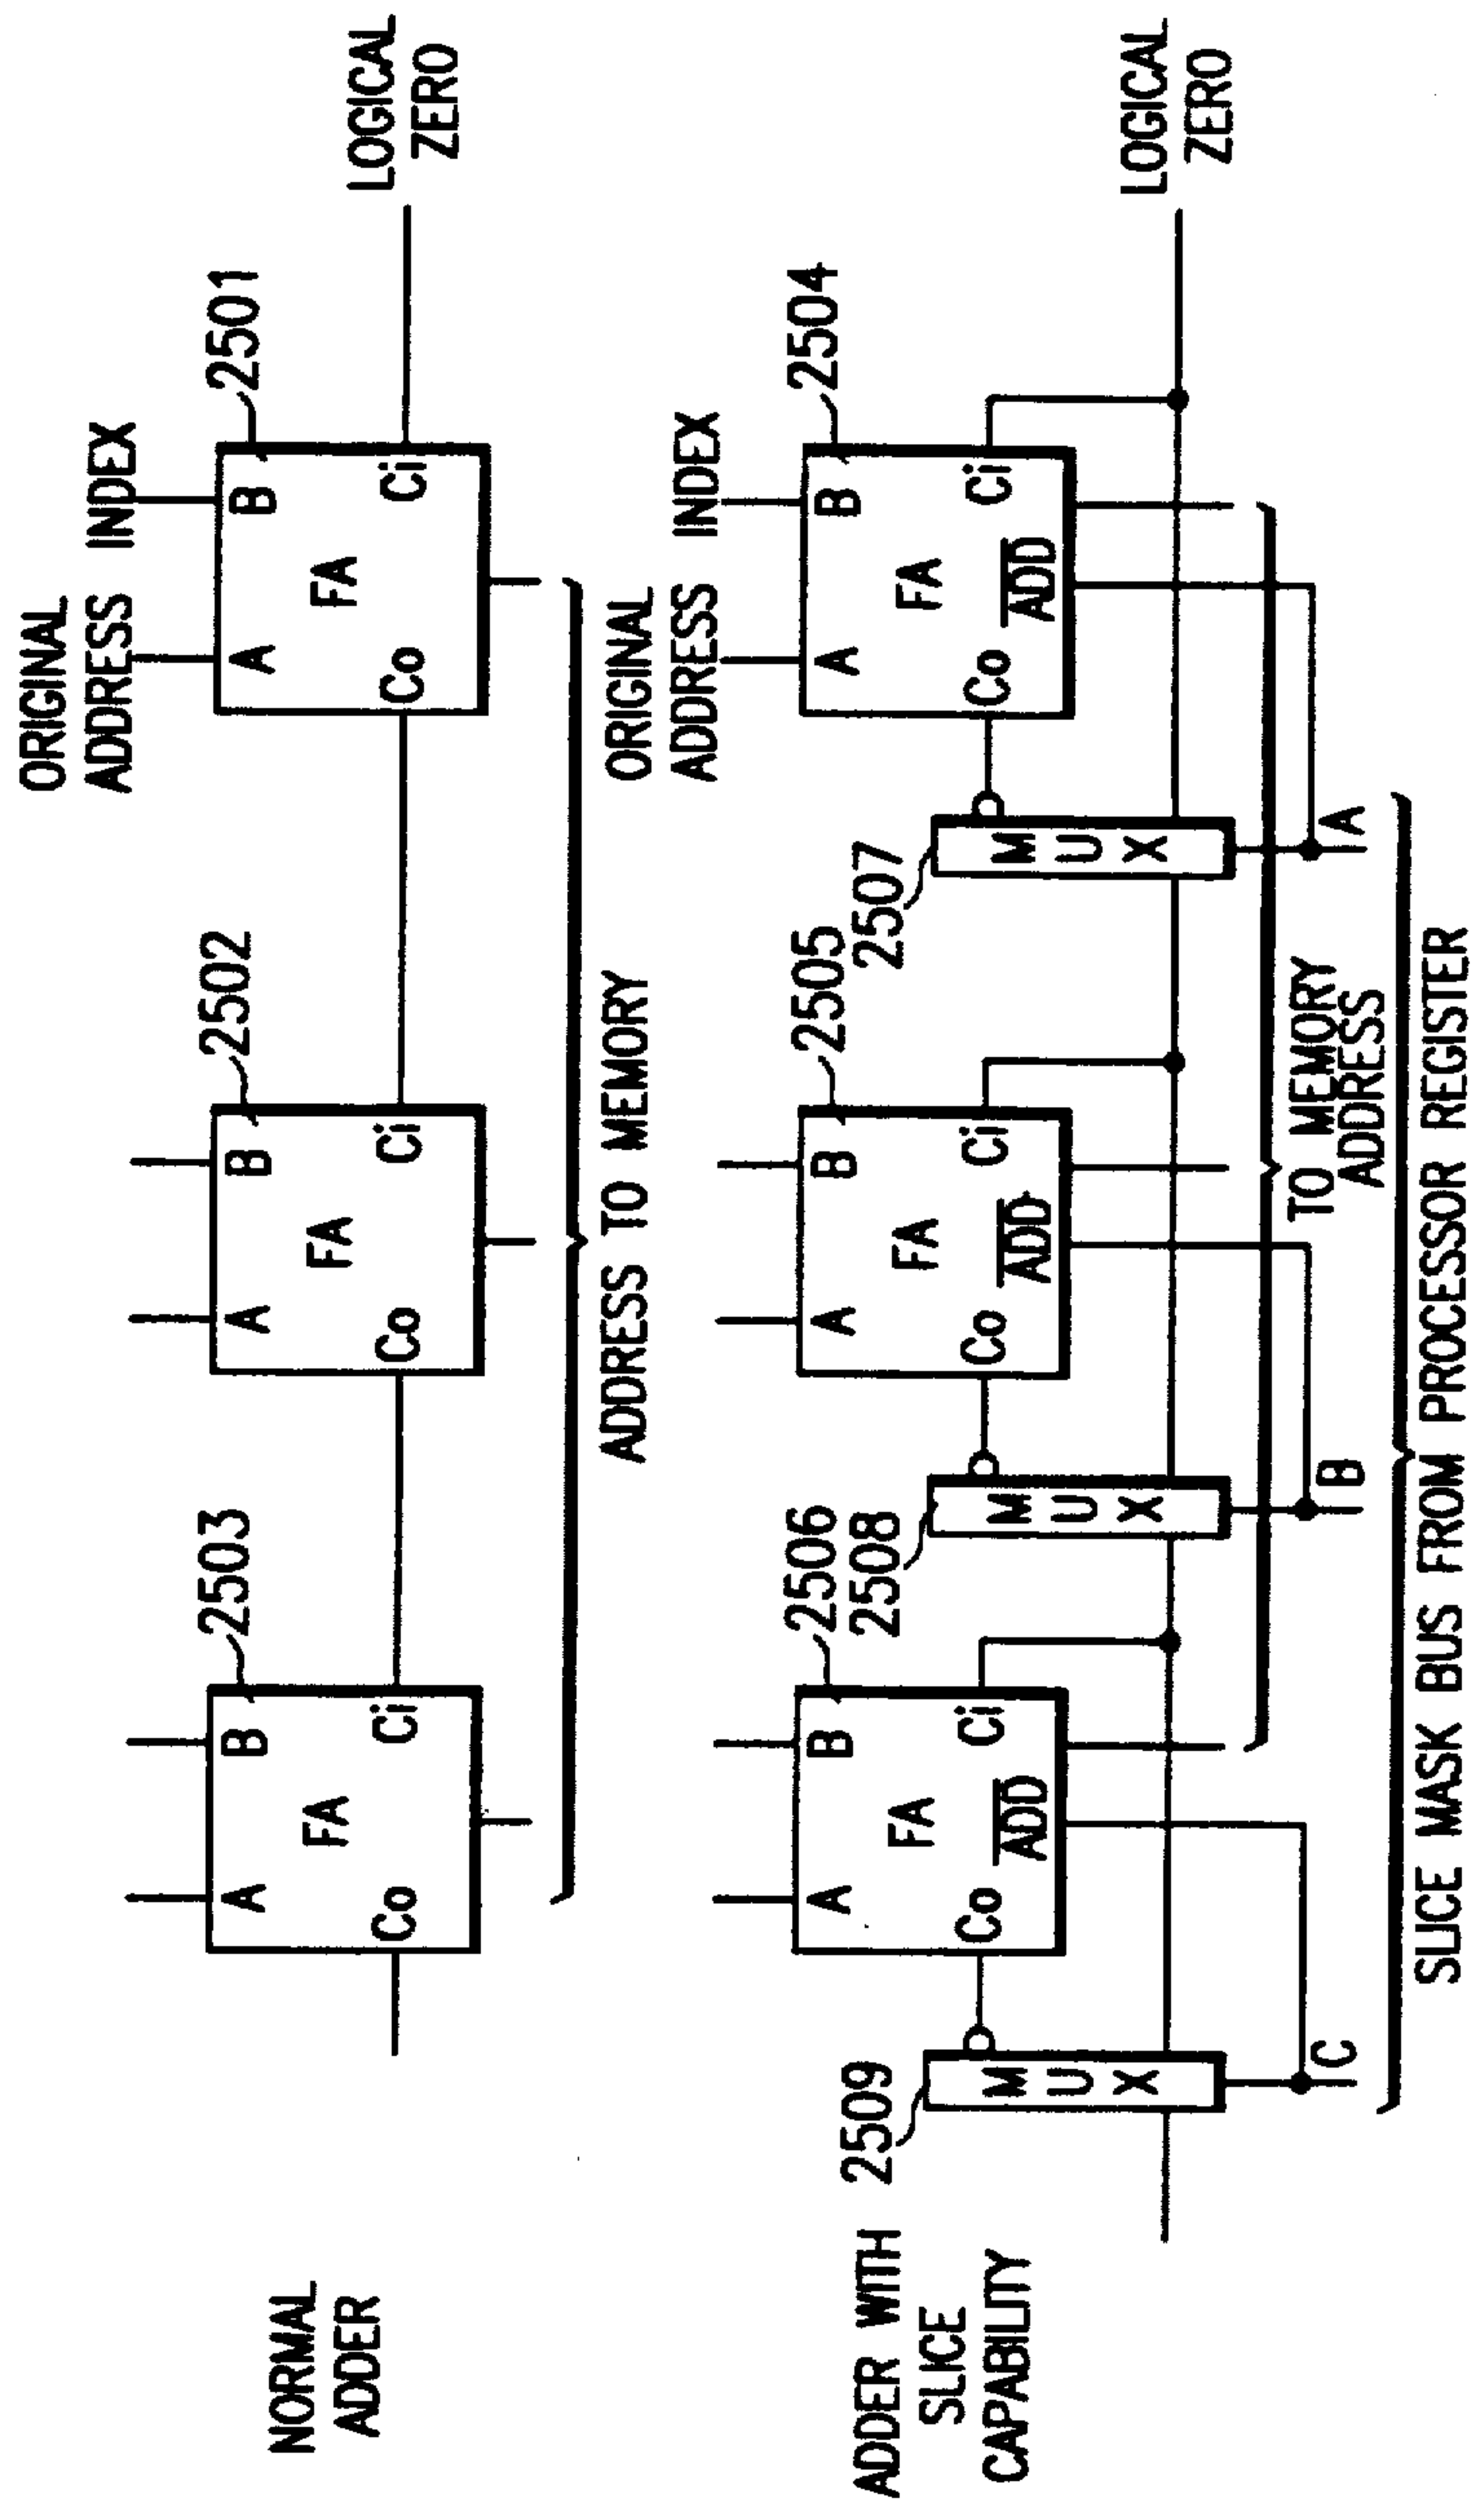 ORIGINAL
ADDRESS INDEX
2503
2502
2501
A
B
FA
Co
Ci
A
B
FA
Co
Ci
A
B
FA
Co
Ci
LOGICAL
ZERO
NORMAL
ADDER
ADDRESS TO MEMORY
ORIGINAL
ADDRESS INDEX
2506
2505
2504
2509
2508
2507
A
B
FA
Co
Ci
ADD
A
B
FA
Co
Ci
ADD
A
B
FA
Co
Ci
ADD
MUX
MUX
MUX
LOGICAL
ZERO
ADDER WITH
SLICE
CAPABILITY
C
B
A
TO MEMORY
ADDRESS
SLICE MASK BUS FROM PROCESSOR REGISTER